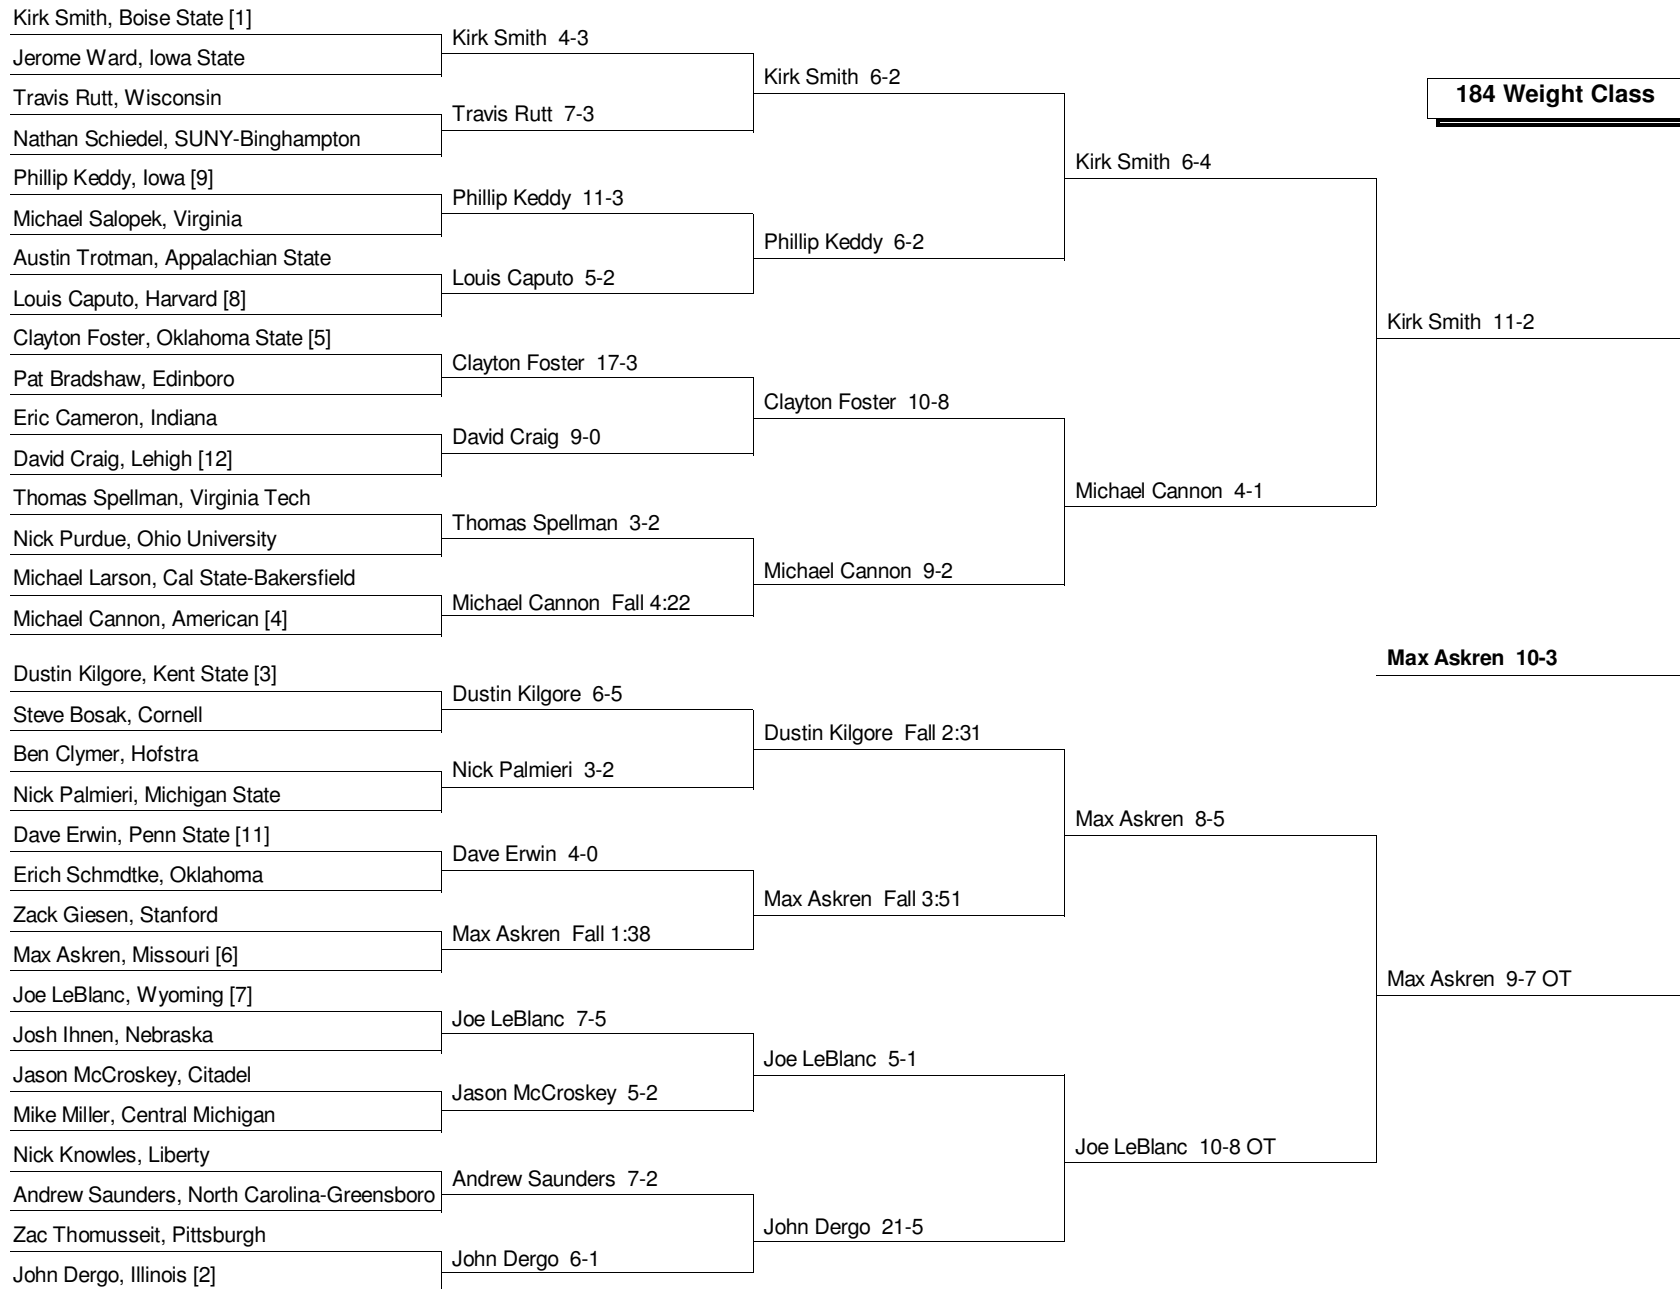 Kirk Smith, Boise State [1]
Jerome Ward, Iowa State
Travis Rutt, Wisconsin
Nathan Schiedel, SUNY-Binghampton
Phillip Keddy, Iowa [9]
Michael Salopek, Virginia
Austin Trotman, Appalachian State
Louis Caputo, Harvard [8]
Clayton Foster, Oklahoma State [5]
Pat Bradshaw, Edinboro
Eric Cameron, Indiana
David Craig, Lehigh [12]
Thomas Spellman, Virginia Tech
Nick Purdue, Ohio University
Michael Larson, Cal State-Bakersfield
Michael Cannon, American [4]
Dustin Kilgore, Kent State [3]
Steve Bosak, Cornell
Ben Clymer, Hofstra
Nick Palmieri, Michigan State
Dave Erwin, Penn State [11]
Erich Schmdtke, Oklahoma
Zack Giesen, Stanford
Max Askren, Missouri [6]
Joe LeBlanc, Wyoming [7]
Josh Ihnen, Nebraska
Jason McCroskey, Citadel
Mike Miller, Central Michigan
Nick Knowles, Liberty
Andrew Saunders, North Carolina-Greensboro
Zac Thomusseit, Pittsburgh
John Dergo, Illinois [2]
Kirk Smith 4-3
Travis Rutt 7-3
Phillip Keddy 11-3
Louis Caputo 5-2
Clayton Foster 17-3
David Craig 9-0
Thomas Spellman 3-2
Michael Cannon Fall 4:22
Dustin Kilgore 6-5
Nick Palmieri 3-2
Dave Erwin 4-0
Max Askren Fall 1:38
Joe LeBlanc 7-5
Jason McCroskey 5-2
Andrew Saunders 7-2
John Dergo 6-1
Kirk Smith 6-2
Phillip Keddy 6-2
Clayton Foster 10-8
Michael Cannon 9-2
Dustin Kilgore Fall 2:31
Max Askren Fall 3:51
Joe LeBlanc 5-1
John Dergo 21-5
Kirk Smith 6-4
Michael Cannon 4-1
Max Askren 8-5
Joe LeBlanc 10-8 OT
184 Weight Class
Kirk Smith 11-2
Max Askren 10-3
Max Askren 9-7 OT